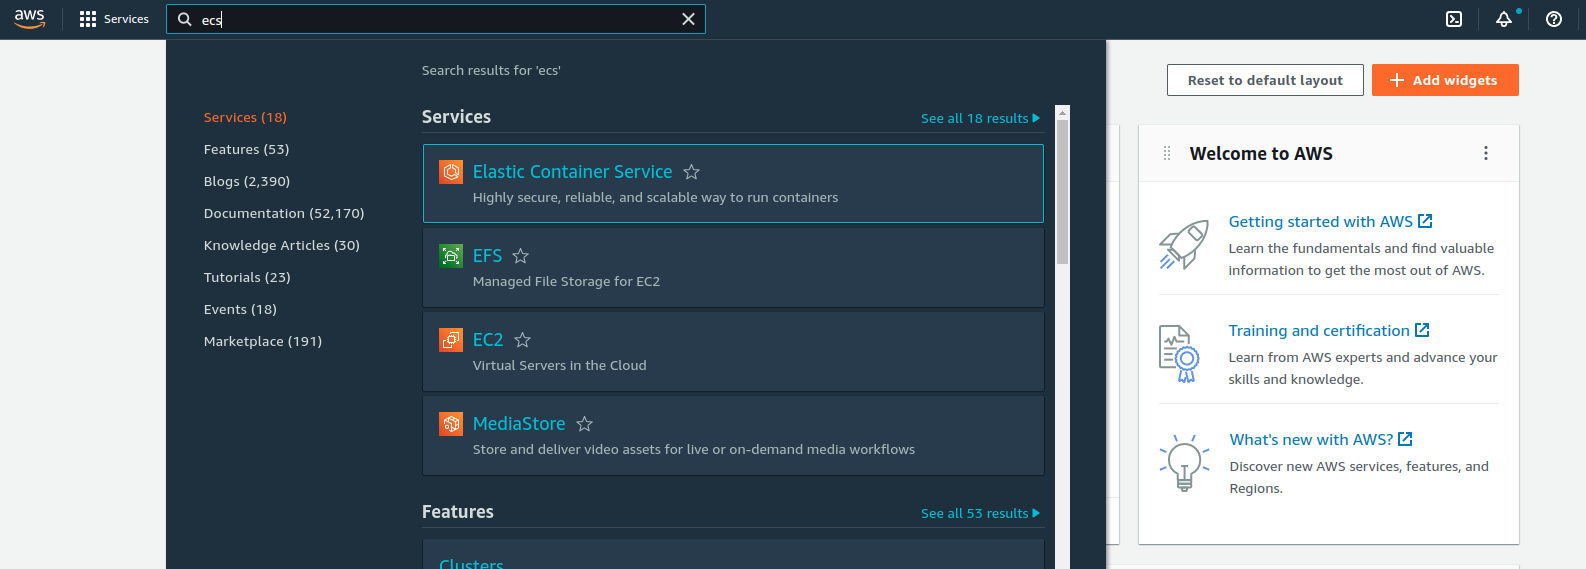 aws
Services
ecs
Search results for 'ecs'
Services (18)
Features (53)
Blogs (2,390)
Documentation (52,170)
Knowledge Articles (30)
Tutorials (23)
Events (18)
Marketplace (191)
Services
See all 18 results
Elastic Container Service
Highly secure, reliable, and scalable way to run containers
EFS
Managed File Storage for EC2
EC2
Virtual Servers in the Cloud
MediaStore
Store and deliver video assets for live or on-demand media workflows
Features
See all 53 results
Clusters
Reset to default layout
Add widgets
Welcome to AWS
Getting started with AWS
Learn the fundamentals and find valuable
information to get the most out of AWS.
Training and certification
Learn from AWS experts and advance your
skills and knowledge.
What's new with AWS?
Discover new AWS services, features, and
Regions.